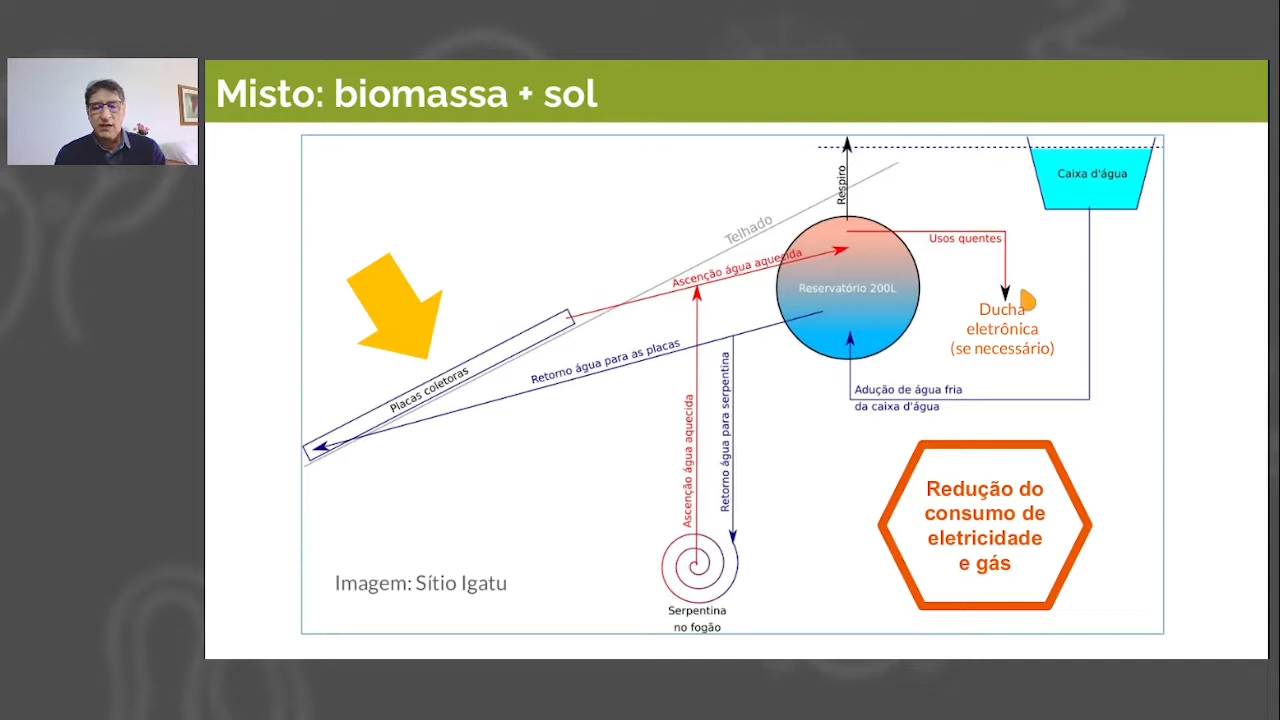 Misto: biomassa + sol
Respiro
Caixa d'água
Telhado
Usos quentes
Ascenção água aquecida
Reservatório 200L
Ducha
eletrônica
(se necessário)
Placas coletoras
Retorno água para as placas
Adução de água fria
da caixa d'água
Ascenção água aquecida
Retorno água para serpentina
Redução do
consumo de
eletricidade
e gás
Imagem: Sítio Igatu
Serpentina
no fogão